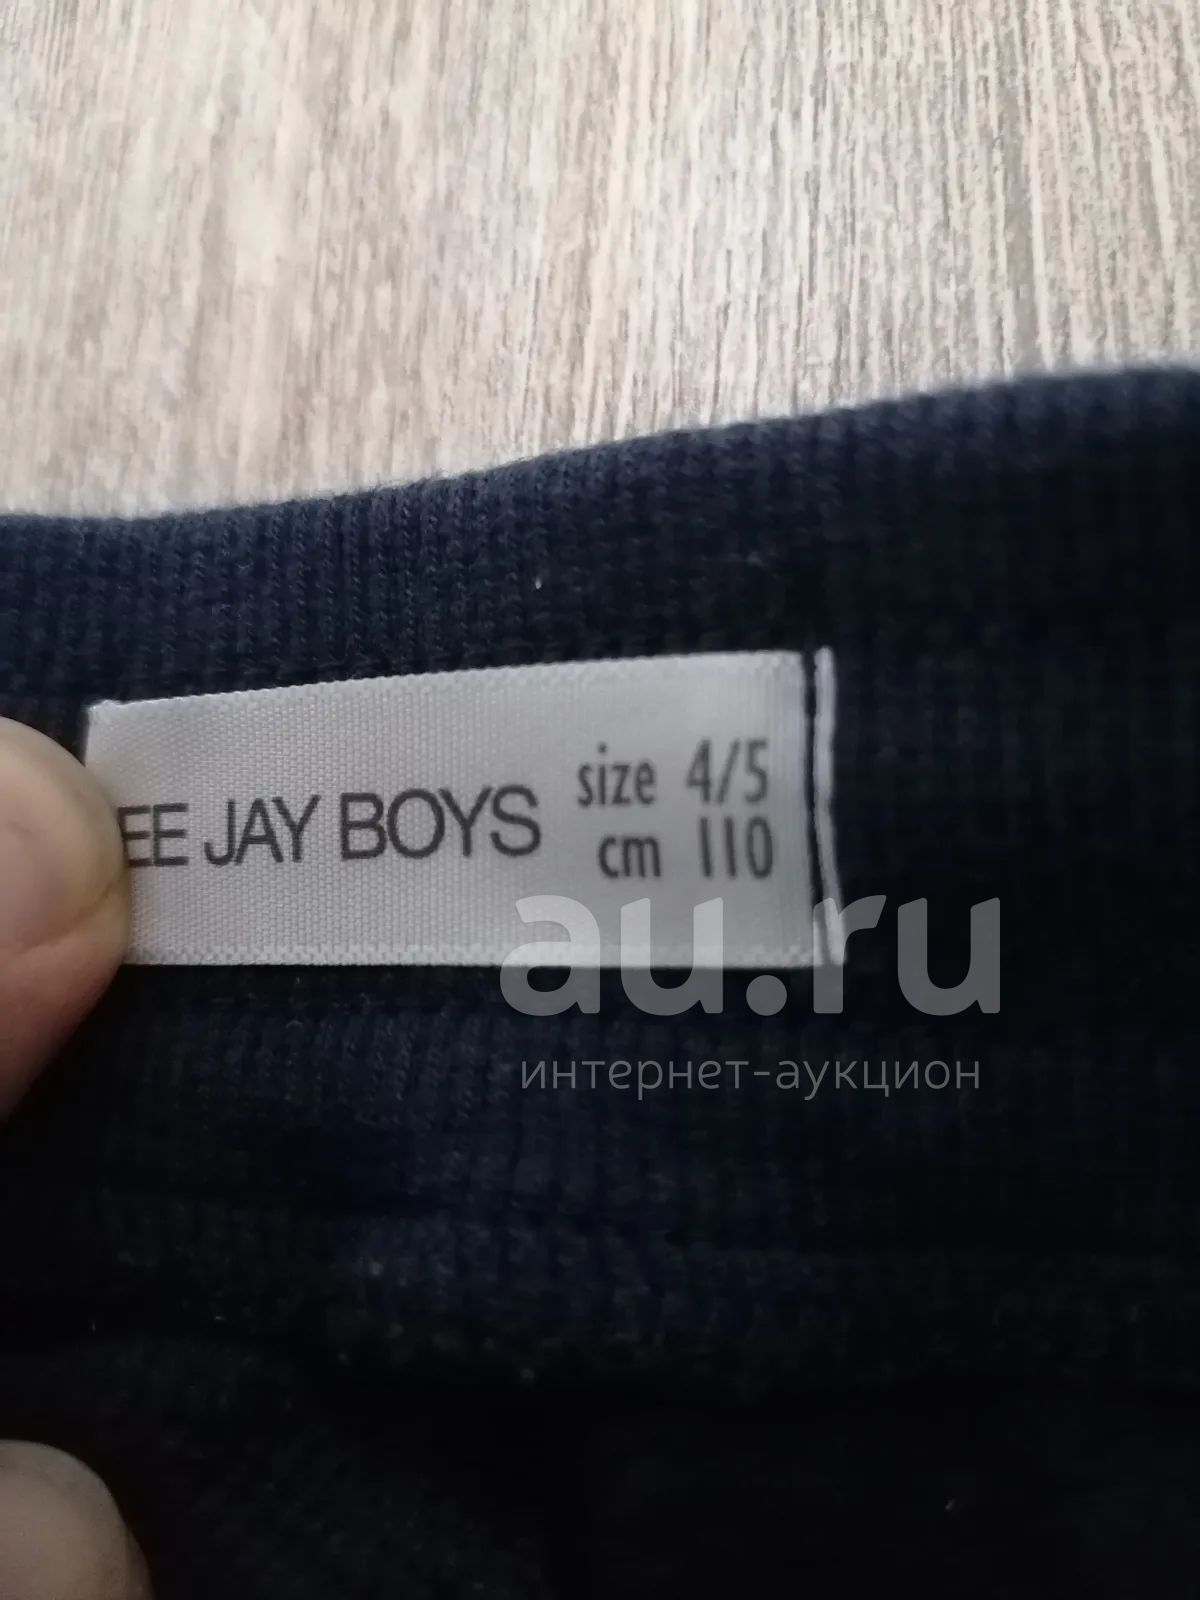 EE JAY BOYS
size 4/5
cm 110
au.ru
интернет-аукцион